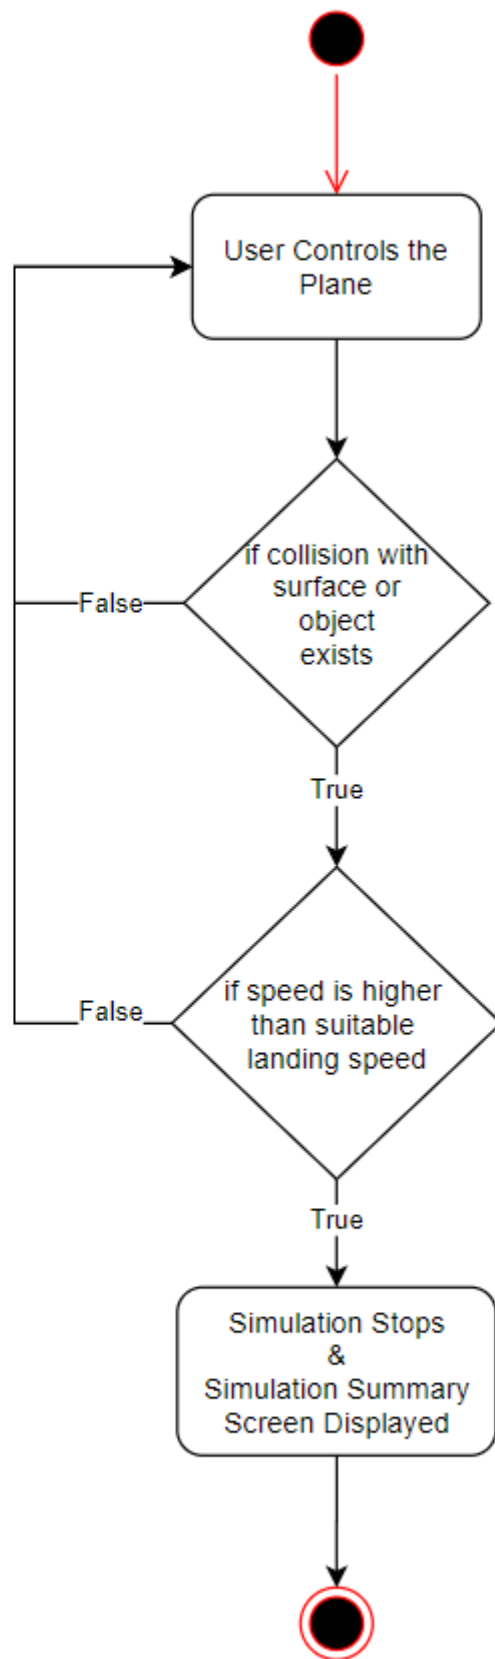 User Controls the
Plane
if collision with
surface or
object
exists
False
True
if speed is higher
than suitable
landing speed
False
True
Simulation Stops
&
Simulation Summary
Screen Displayed